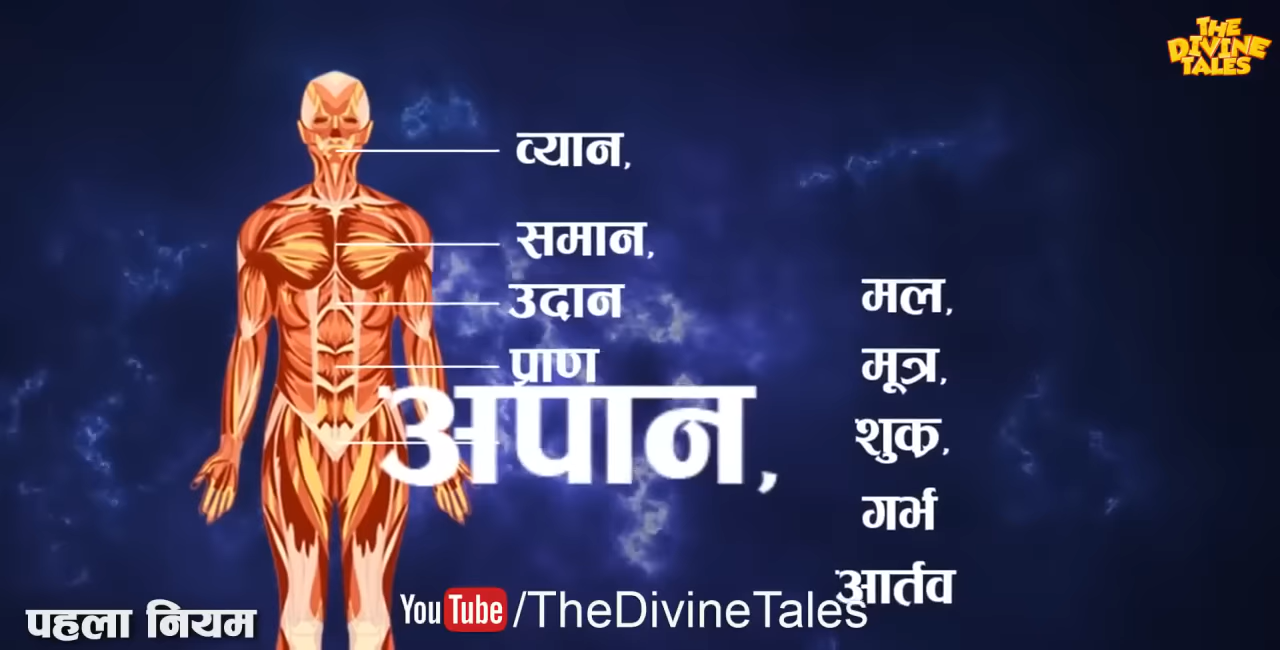 THE
DIVINE
TALES
व्यान,
समान,
उदान
प्राण
अपान,
मल,
मूत्र,
शुक्र,
गर्भ
आर्तव
पहला नियम
YouTube/TheDivineTales